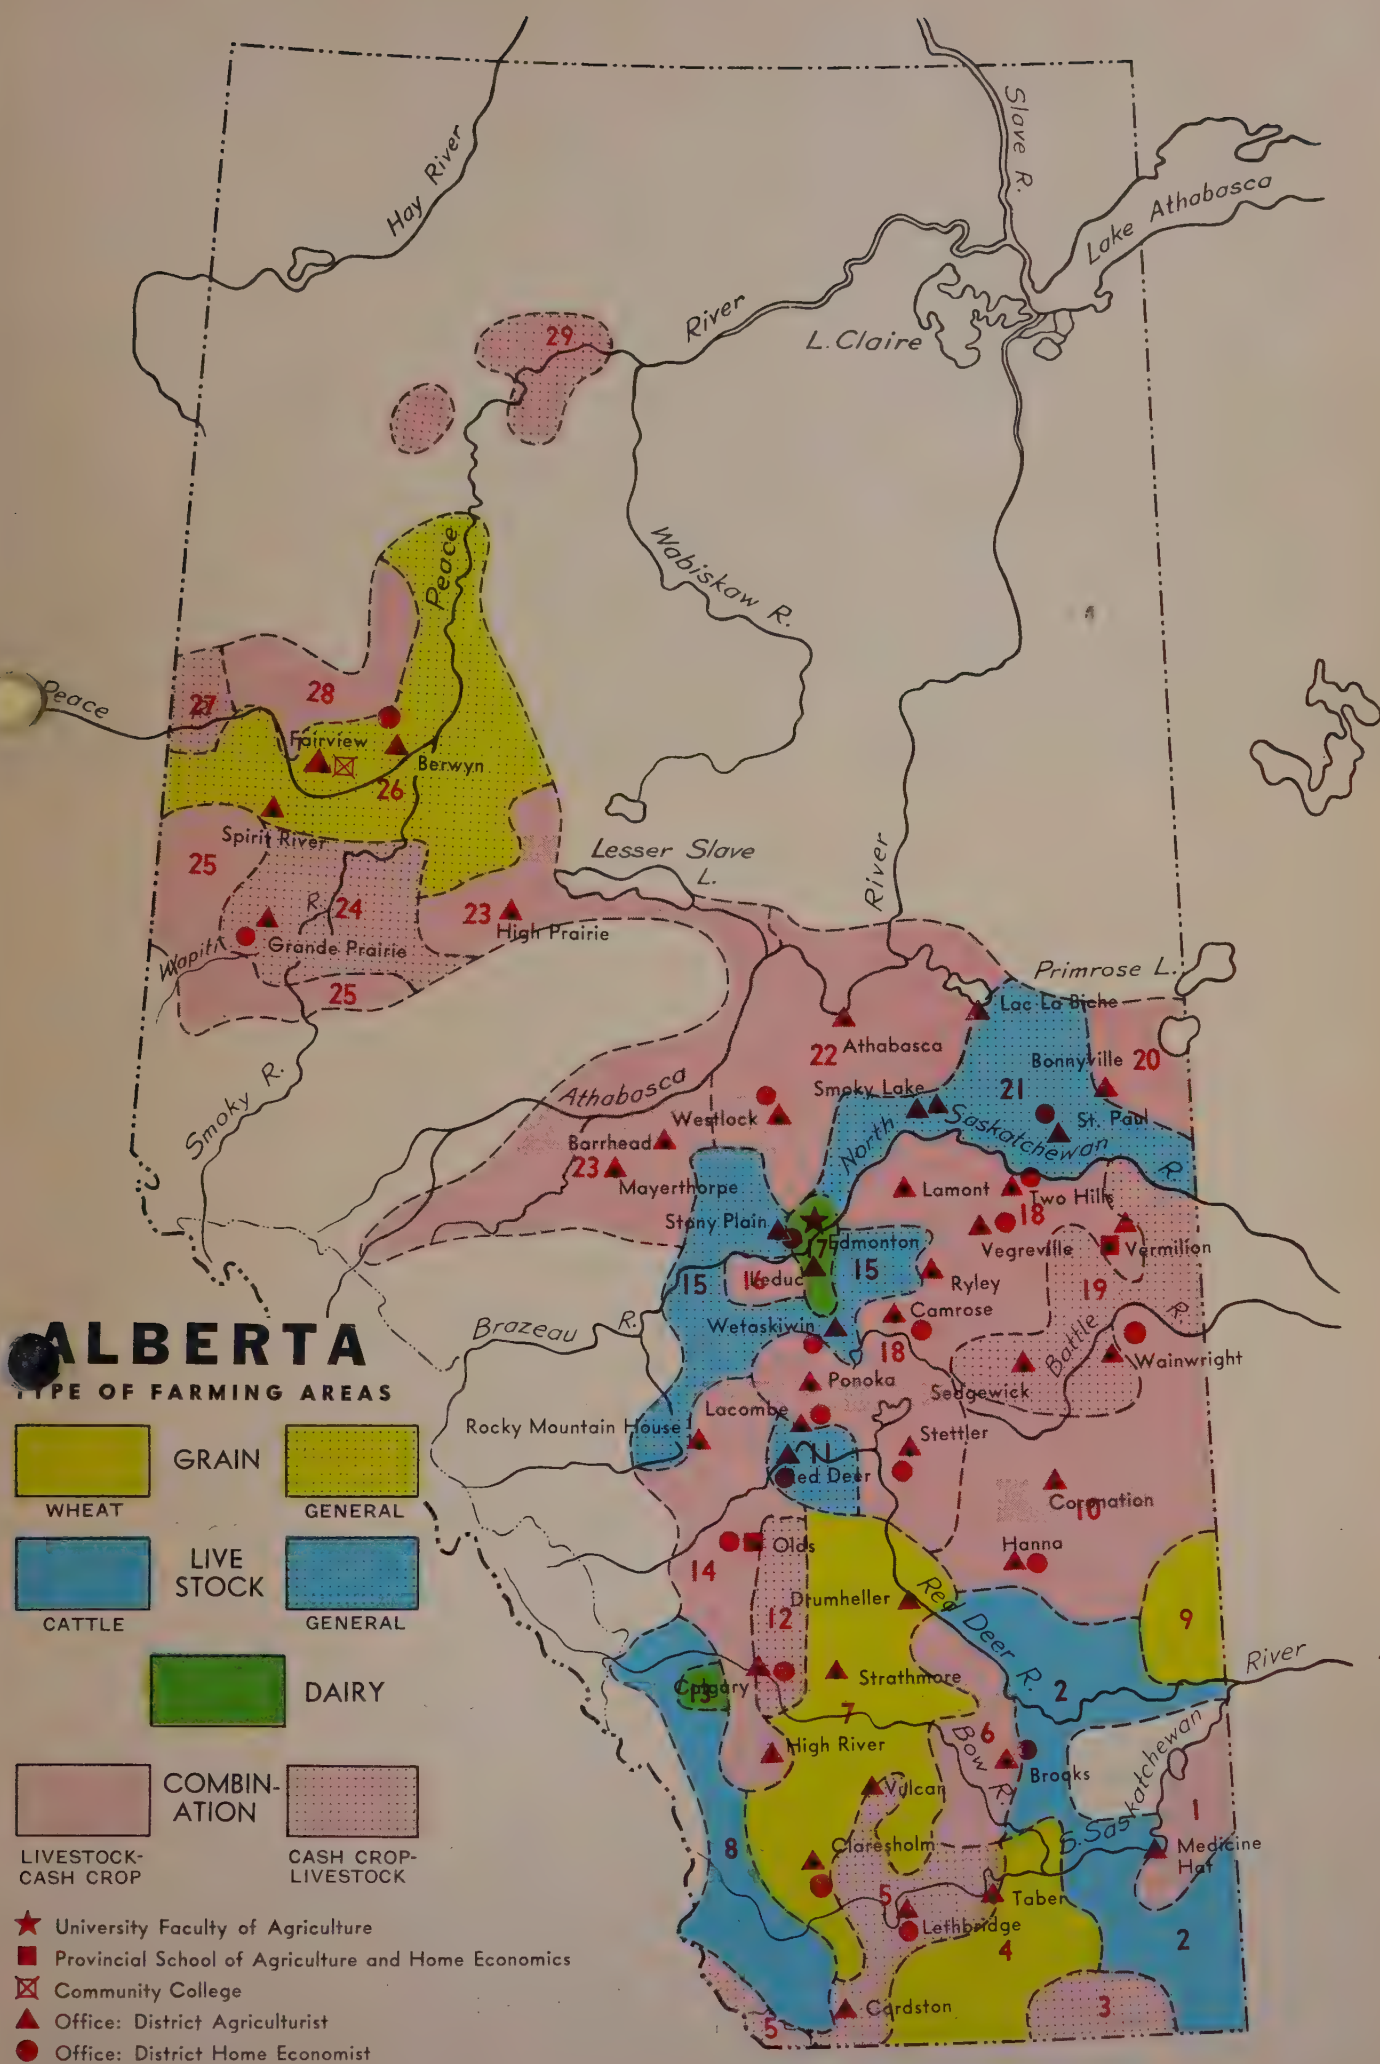 Slave R.
Hay River
Lake Athabasca
River
L. Claire
29
Peace
Wabiskaw R.
Peace
27
28
Fairview
Berwyn
26
Spirit River
25
Lesser Slave
L.
River
R.
24
23
High Prairie
Wapiti
Grande Prairie
25
Primrose L.
Lac La Biche
Athabasca
22
Bonnyville
20
Smoky Lake
21
Smoky R.
Athabasca
Westlock
St. Paul
North Saskatchewan R.
Barrhead
23
Mayerthorpe
Lamont
Two Hills
18
Stony Plain
Edmonton
17
Vegreville
Vermilion
15
16
Leduc
15
Ryley
19
Camrose
Brazeau R.
Wetaskiwin
18
Battle R.
Wainwright
Ponoka
Sedgewick
Lacombe
Rocky Mountain House
Stettler
11
Red Deer
Coronation
10
Olds
Hanna
14
Drumheller
Red Deer R.
12
9
River
Calgary
13
Strathmore
2
7
6
Bow R.
High River
Brooks
S. Saskatchewan
Vulcan
1
8
Claresholm
Medicine
Hat
5
Taber
Lethbridge
4
2
Cardston
3
5
ALBERTA
TYPE OF FARMING AREAS
GRAIN
WHEAT
GENERAL
LIVE
STOCK
CATTLE
GENERAL
DAIRY
COMBIN-
ATION
LIVESTOCK-
CASH CROP
CASH CROP-
LIVESTOCK
University Faculty of Agriculture
Provincial School of Agriculture and Home Economics
Community College
Office: District Agriculturist
Office: District Home Economist